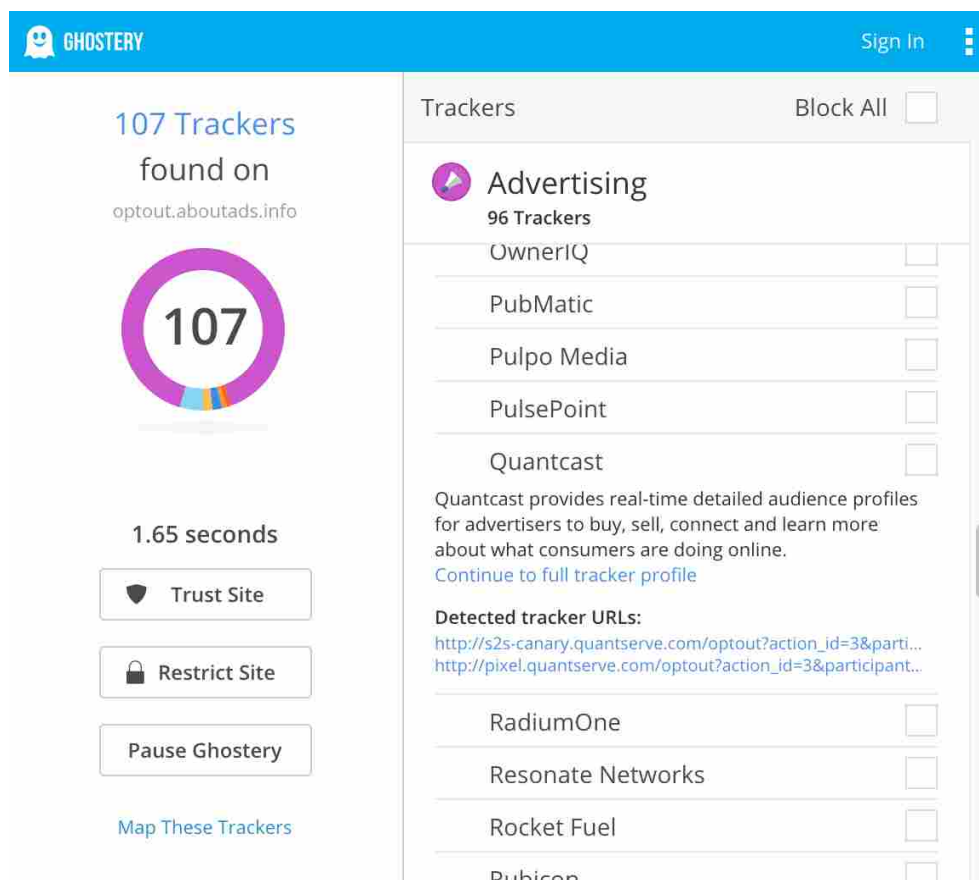 GHOSTERY
Sign In
107 Trackers
found on
optout.aboutads.info
107
1.65 seconds
Trust Site
Restrict Site
Pause Ghostery
Map These Trackers
Trackers
Block All
Advertising
96 Trackers
OwnerIQ
PubMatic
Pulpo Media
PulsePoint
Quantcast
Quantcast provides real-time detailed audience profiles
for advertisers to buy, sell, connect and learn more
about what consumers are doing online.
Continue to full tracker profile
Detected tracker URLs:
http://s2s-canary.quantserve.com/optout?action_id=3&parti...
http://pixel.quantserve.com/optout?action_id=3&participant...
RadiumOne
Resonate Networks
Rocket Fuel
Rubicon